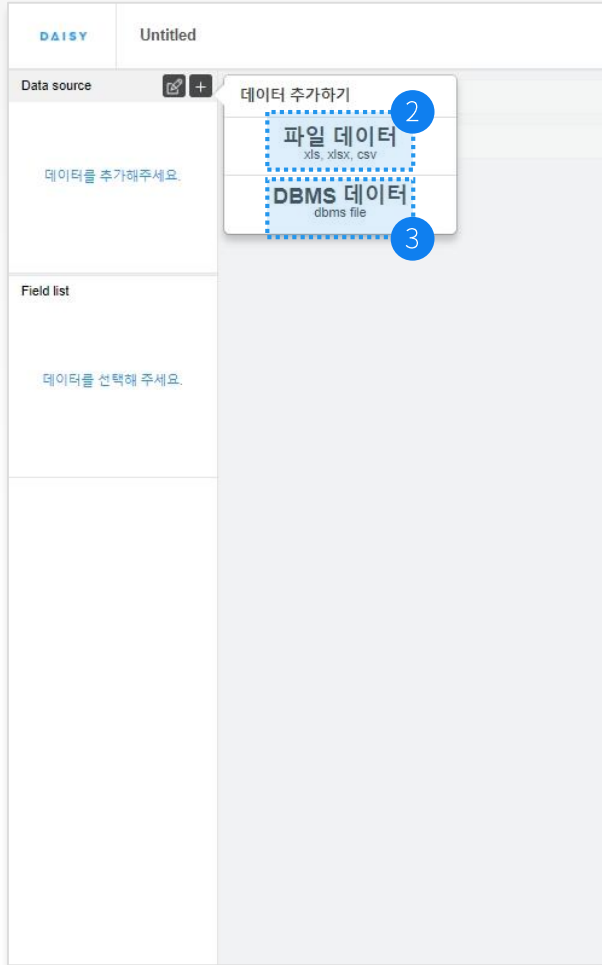 DAISY
Untitled
Data source
+
데이터 추가하기
2
파일 데이터
xls, xlsx, csv
데이터를 추가해주세요.
DBMS 데이터
dbms file
3
Field list
데이터를 선택해 주세요.